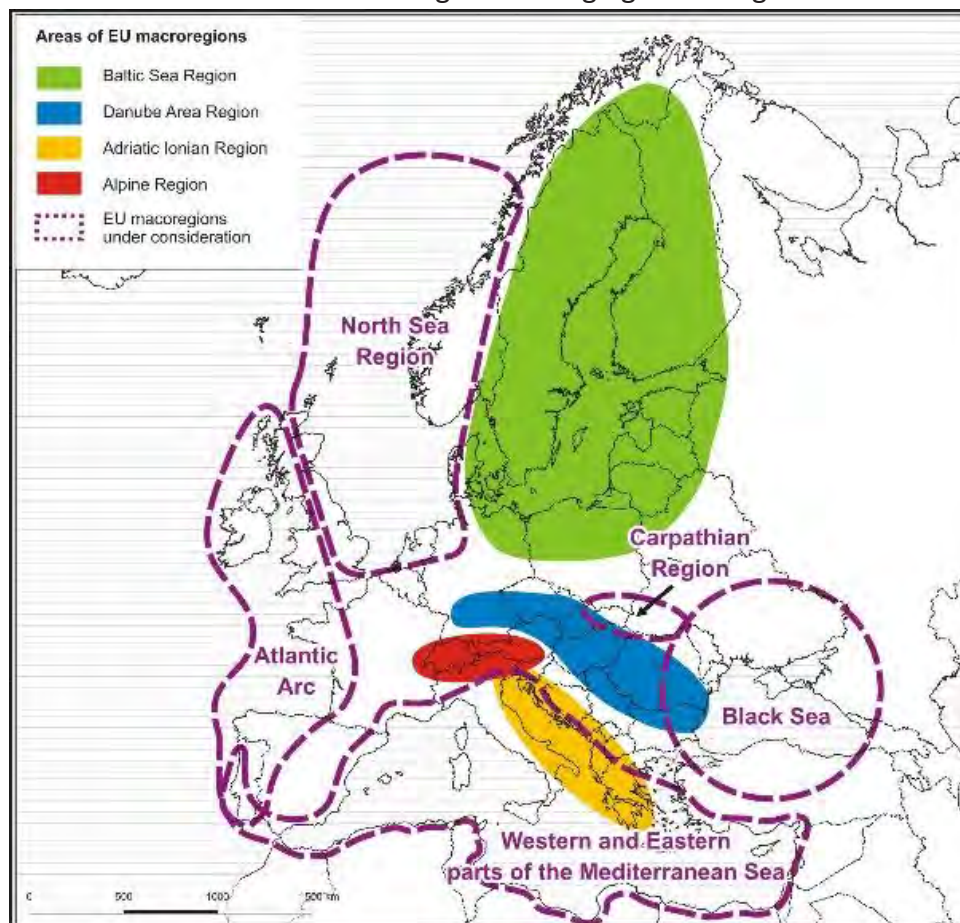 Areas of EU macroregions
Baltic Sea Region
Danube Area Region
Adriatic Ionian Region
Alpine Region
EU macoregions
under consideration
North Sea
Region
Carpathian
Region
Atlantic
Arc
Black Sea
Western and Eastern
parts of the Mediterranean Sea
0 500 1000
km